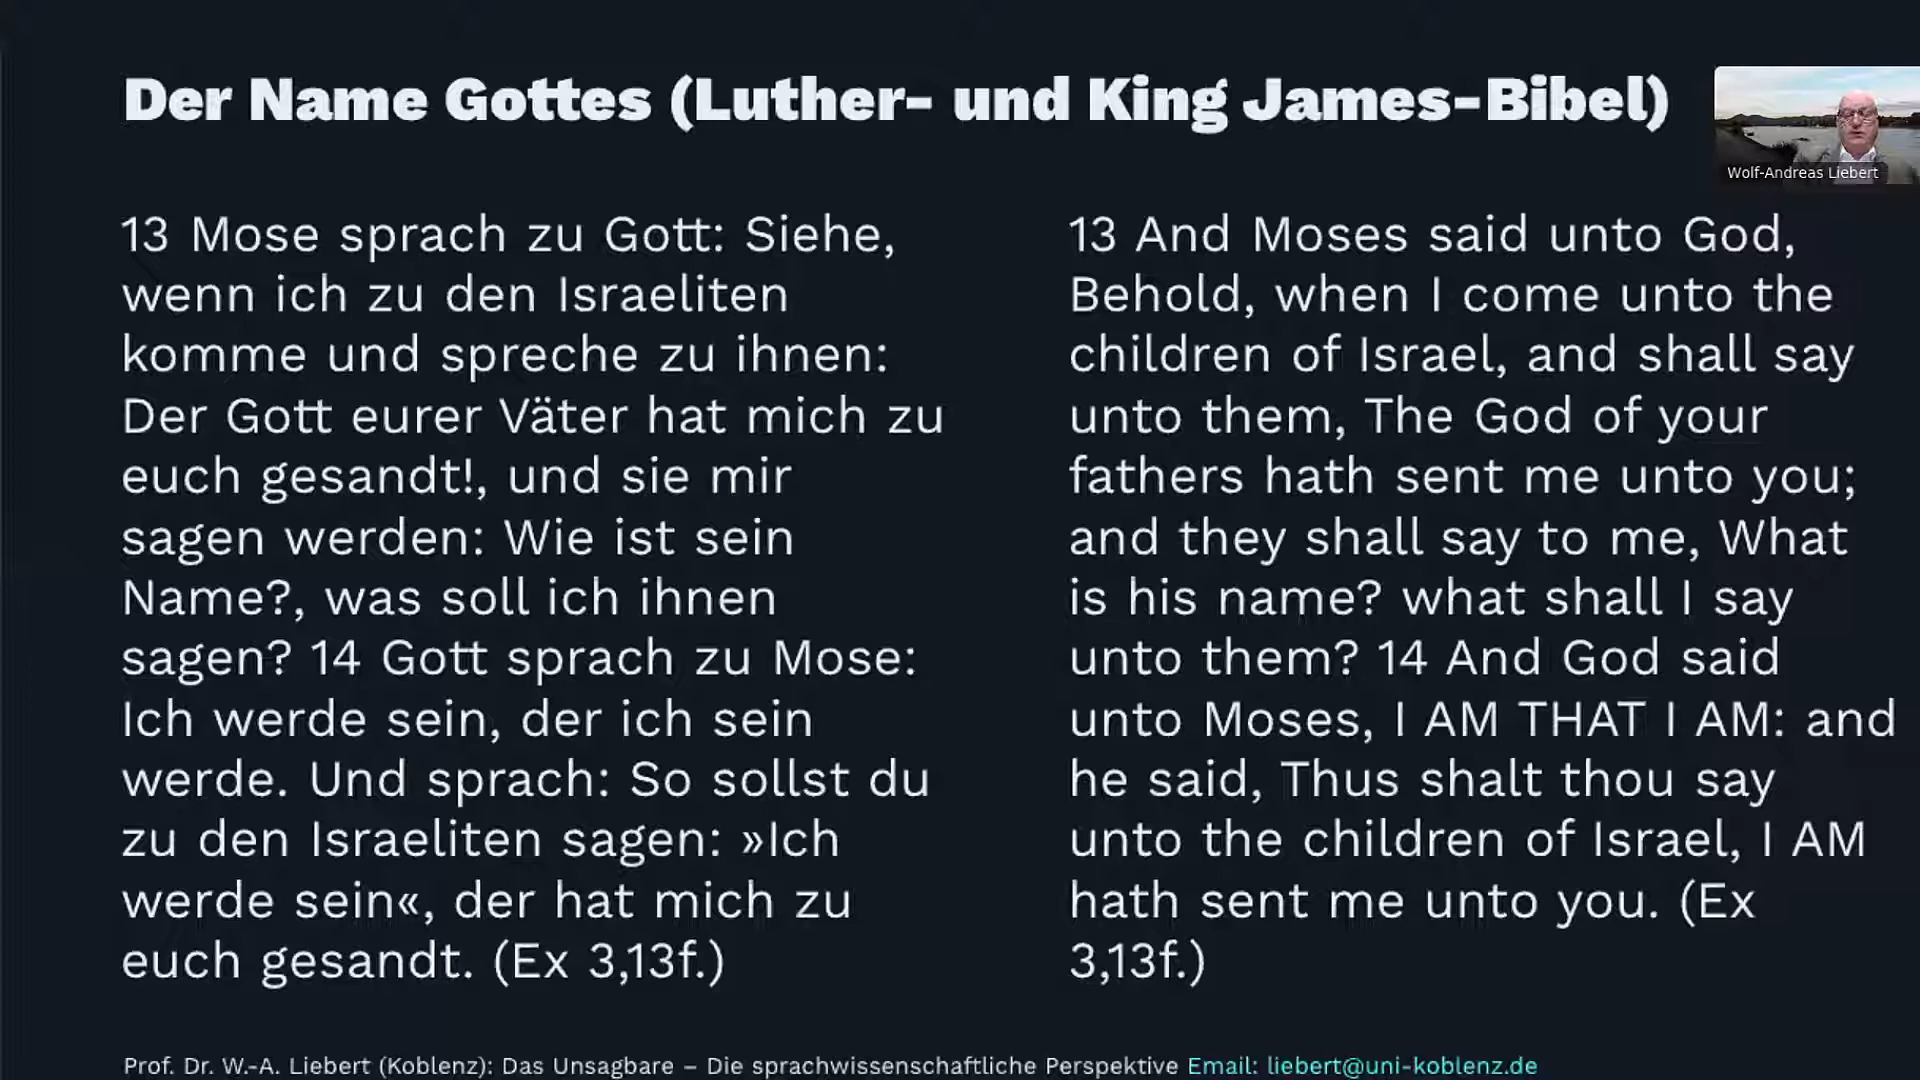 Der Name Gottes (Luther- und King James-Bibel)
Wolf-Andreas Liebert
13 Mose sprach zu Gott: Siehe,
wenn ich zu den Israeliten
komme und spreche zu ihnen:
Der Gott eurer Väter hat mich zu
euch gesandt!, und sie mir
sagen werden: Wie ist sein
Name?, was soll ich ihnen
sagen? 14 Gott sprach zu Mose:
Ich werde sein, der ich sein
werde. Und sprach: So sollst du
zu den Israeliten sagen: »Ich
werde sein«, der hat mich zu
euch gesandt. (Ex 3,13f.)
13 And Moses said unto God,
Behold, when I come unto the
children of Israel, and shall say
unto them, The God of your
fathers hath sent me unto you;
and they shall say to me, What
is his name? what shall I say
unto them? 14 And God said
unto Moses, I AM THAT I AM: and
he said, Thus shalt thou say
unto the children of Israel, I AM
hath sent me unto you. (Ex
3,13f.)
Prof. Dr. W.-A. Liebert (Koblenz): Das Unsagbare – Die sprachwissenschaftliche Perspektive Email: liebert@uni-koblenz.de